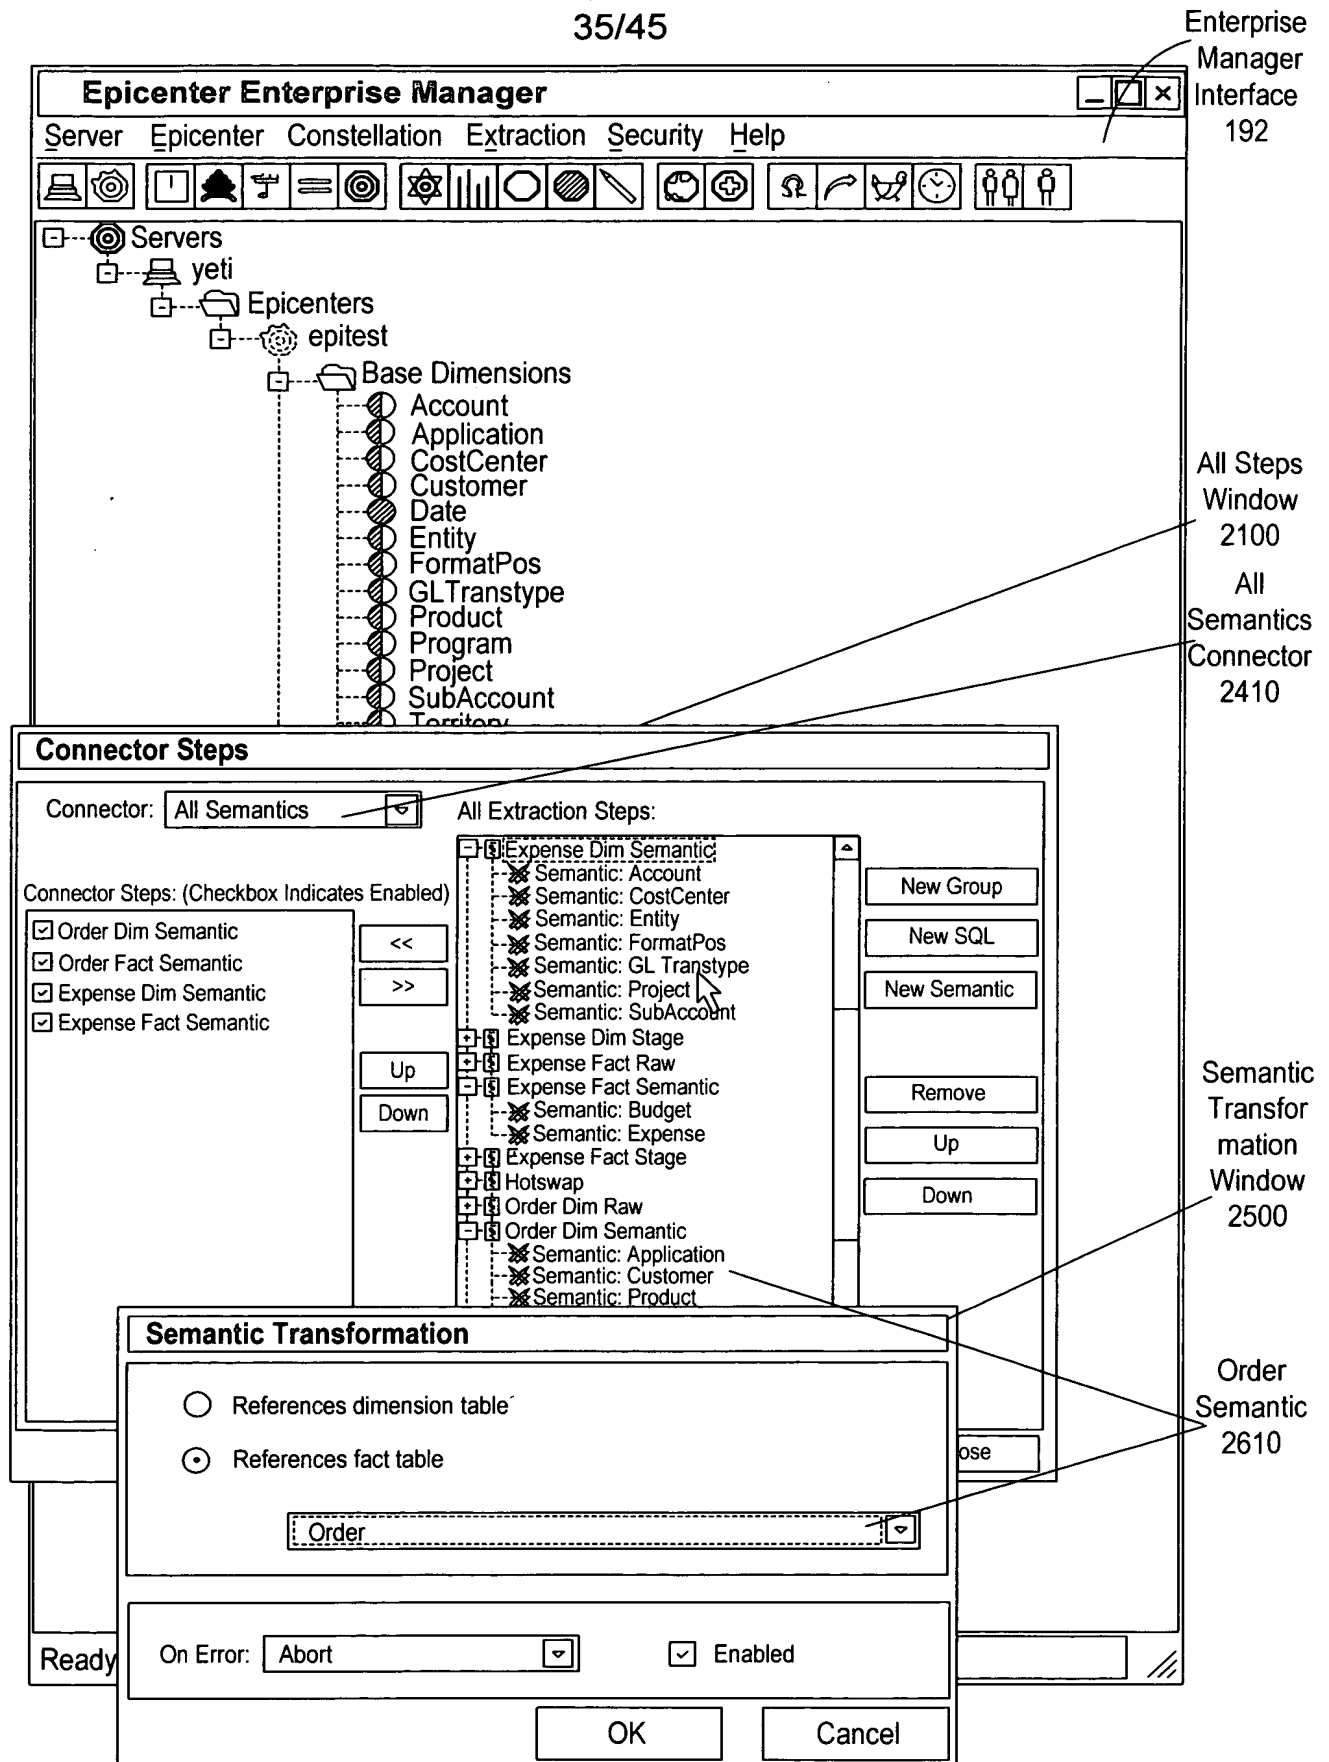 35/45
Enterprise
Manager
Interface
192
Epicenter Enterprise Manager
Server Epicenter Constellation Extraction Security Help
Servers
yeti
Epicenters
epitest
Base Dimensions
Account
Application
CostCenter
Customer
Date
Entity
FormatPos
GLTranstype
Product
Program
Project
SubAccount
Territory
All Steps
Window
2100
All
Semantics
Connector
2410
Connector Steps
Connector: All Semantics
All Extraction Steps:
Connector Steps: (Checkbox Indicates Enabled)
Order Dim Semantic
Order Fact Semantic
Expense Dim Semantic
Expense Fact Semantic
<<
>>
Up
Down
Expense Dim Semantic
Semantic: Account
Semantic: CostCenter
Semantic: Entity
Semantic: FormatPos
Semantic: GL Transtype
Semantic: Project
Semantic: SubAccount
Expense Dim Stage
Expense Fact Raw
Expense Fact Semantic
Semantic: Budget
Semantic: Expense
Expense Fact Stage
Hotswap
Order Dim Raw
Order Dim Semantic
Semantic: Application
Semantic: Customer
Semantic: Product
New Group
New SQL
New Semantic
Remove
Up
Down
ose
Semantic
Transfor
mation
Window
2500
Order
Semantic
2610
Semantic Transformation
References dimension table
References fact table
Order
On Error: Abort
Enabled
OK
Cancel
Ready